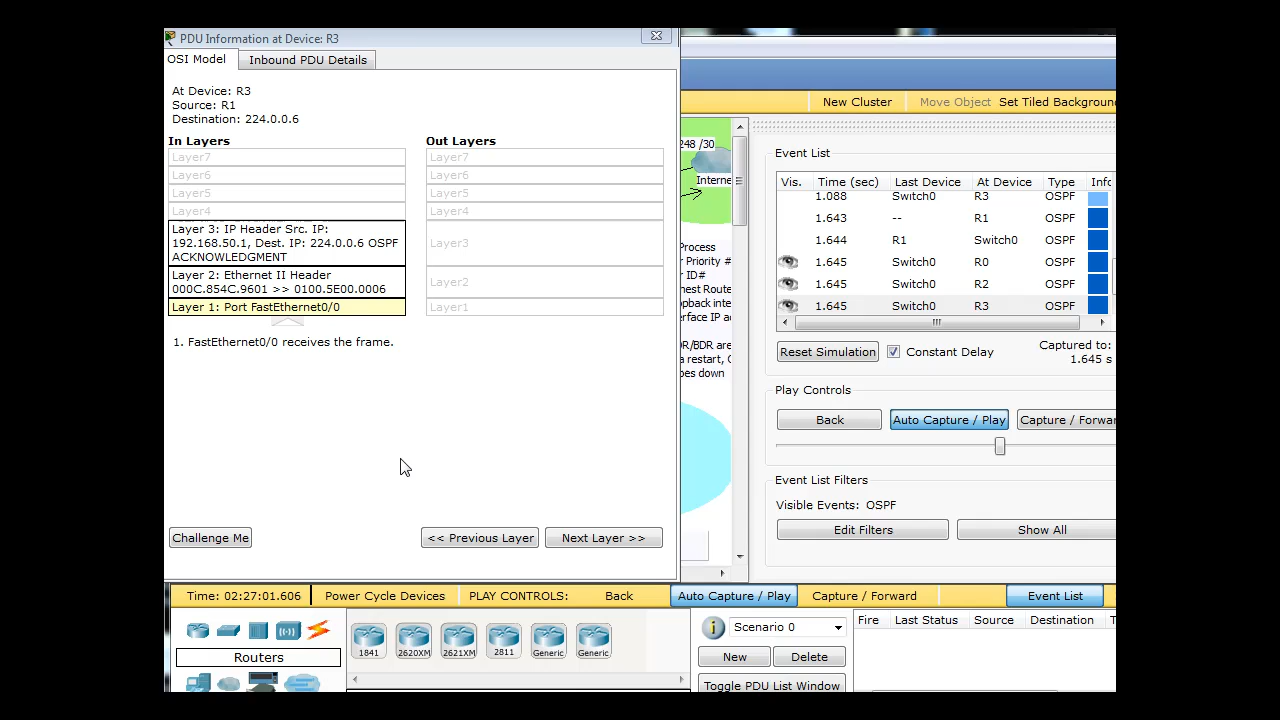 PDU Information at Device: R3
OSI Model
Inbound PDU Details
At Device: R3
Source: R1
Destination: 224.0.0.6
In Layers
Out Layers
Layer7
Layer7
Layer6
Layer6
Layer5
Layer5
Layer4
Layer4
Layer 3: IP Header Src. IP:
192.168.50.1, Dest. IP: 224.0.0.6 OSPF
ACKNOWLEDGMENT
Layer3
Layer 2: Ethernet II Header
000C.854C.9601 >> 0100.5E00.0006
Layer2
Layer 1: Port FastEthernet0/0
Layer1
1. FastEthernet0/0 receives the frame.
Challenge Me
<< Previous Layer
Next Layer >>
New Cluster
Move Object
Set Tiled Background
248 /30
Interne
Process
r Priority #
r ID#
hest Route
opback inte
erface IP ad
DR/BDR are
a restart, 
oes down
Event List
Vis.
Time (sec)
Last Device
At Device
Type
Info
1.088
Switch0
R3
OSPF
1.643
--
R1
OSPF
1.644
R1
Switch0
OSPF
1.645
Switch0
R0
OSPF
1.645
Switch0
R2
OSPF
1.645
Switch0
R3
OSPF
Reset Simulation
Constant Delay
Captured to:
1.645 s
Play Controls
Back
Auto Capture / Play
Capture / Forwar
Event List Filters
Visible Events: OSPF
Edit Filters
Show All
Time: 02:27:01.606
Power Cycle Devices
PLAY CONTROLS:
Back
Auto Capture / Play
Capture / Forward
Event List
Routers
1841
2620XM
2621XM
2811
Generic
Generic
Scenario 0
New
Delete
Toggle PDU List Window
Fire
Last Status
Source
Destination
T